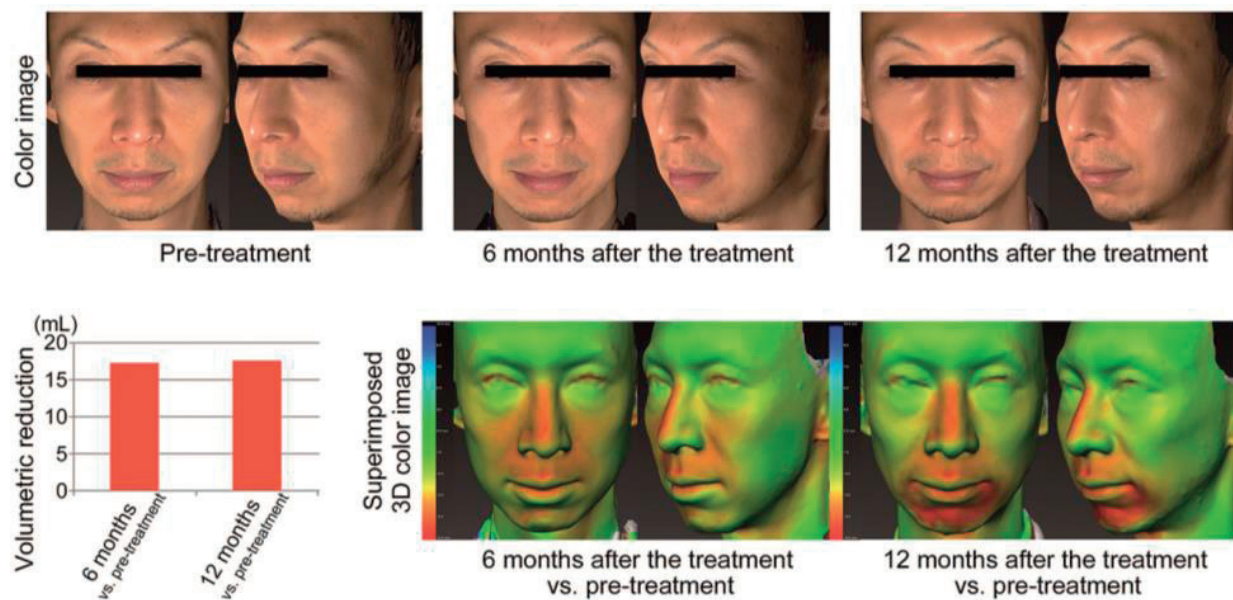 Color image
Pre-treatment
6 months after the treatment
12 months after the treatment
(mL)
20
15
10
5
0
Volumetric reduction
6 months
vs. pre-treatment
12 months
vs. pre-treatment
Superimposed
3D color image
6 months after the treatment
vs. pre-treatment
12 months after the treatment
vs. pre-treatment